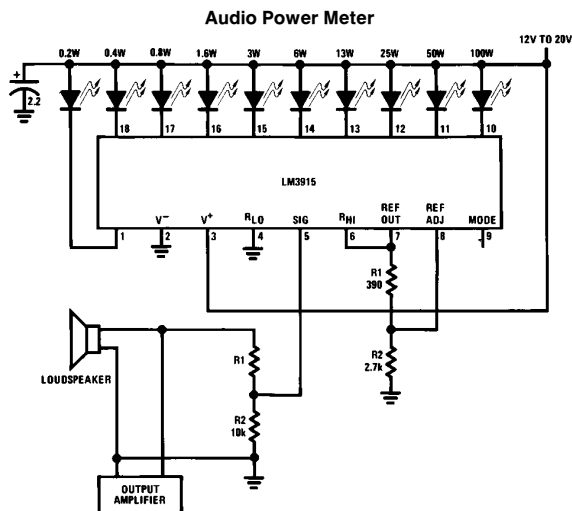 Audio Power Meter
12V TO 20V
0.2W 0.4W 0.8W 1.6W 3W 6W 13W 25W 50W 100W
+
2.2
18 17 16 15 14 13 12 11 10
LM3915
V⁻ V⁺ RLO SIG RHI REF OUT REF ADJ MODE
1 2 3 4 5 6 7 8 9
R1
390
R2
2.7k
R1
LOUDSPEAKER
R2
10k
OUTPUT
AMPLIFIER